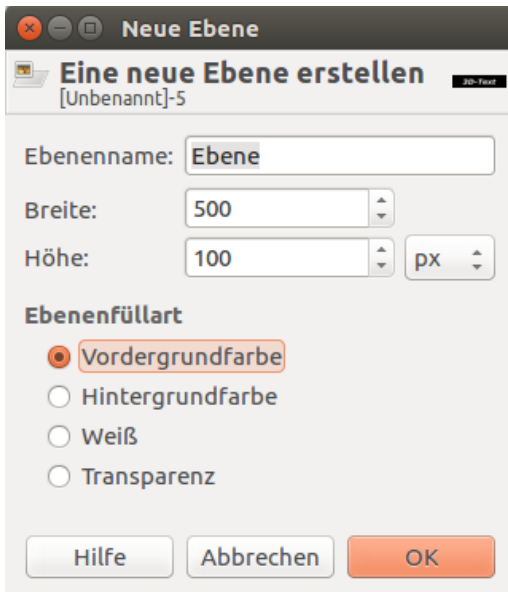 Neue Ebene
Eine neue Ebene erstellen
[Unbenannt]-5
3D-Text
Ebenenname: Ebene
Breite: 500
Höhe: 100 px
Ebenenfüllart
Vordergrundfarbe
Hintergrundfarbe
Weiß
Transparenz
Hilfe Abbrechen OK